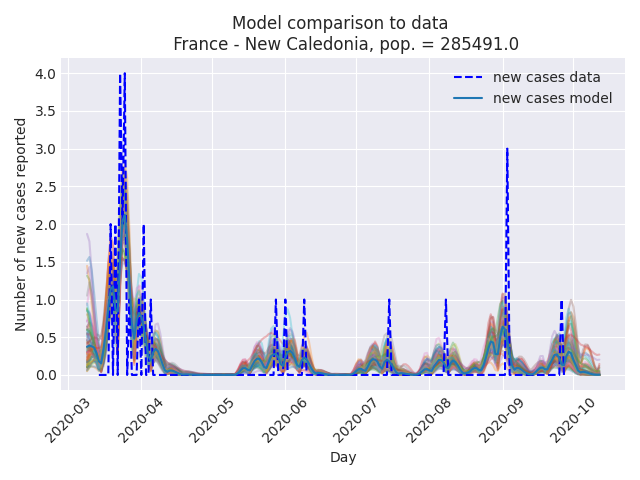 Model comparison to data
France - New Caledonia, pop. = 285491.0
new cases data
new cases model
Number of new cases reported
4.0
3.5
3.0
2.5
2.0
1.5
1.0
0.5
0.0
2020-03
2020-04
2020-05
2020-06
2020-07
2020-08
2020-09
2020-10
Day